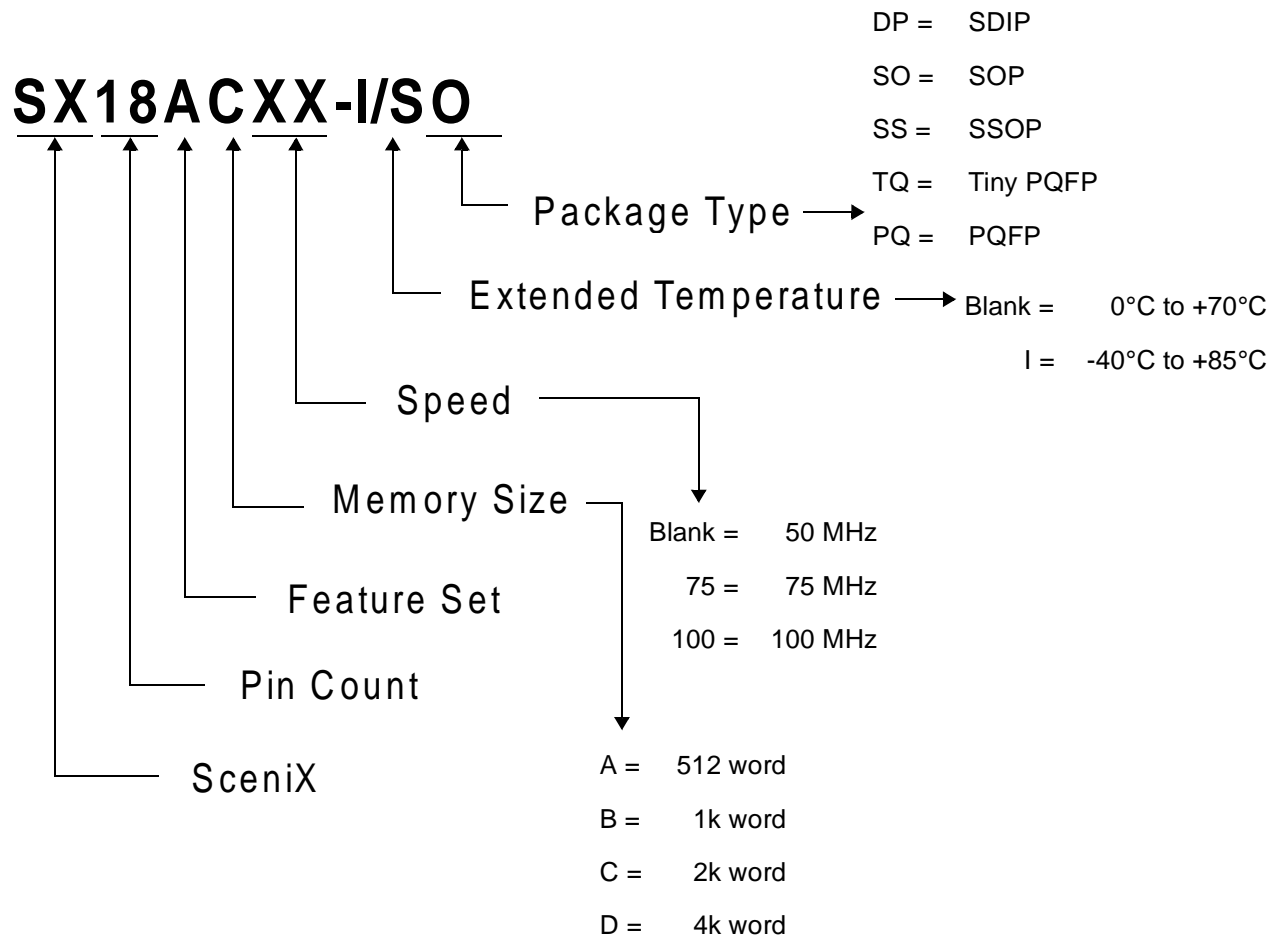 SX18ACXX-I/SO
DP = SDIP
SO = SOP
SS = SSOP
TQ = Tiny PQFP
PQ = PQFP
Package Type
Extended Temperature
Blank = 0°C to +70°C
I = -40°C to +85°C
Speed
Blank = 50 MHz
75 = 75 MHz
100 = 100 MHz
Memory Size
A = 512 word
B = 1k word
C = 2k word
D = 4k word
Feature Set
Pin Count
SceniX